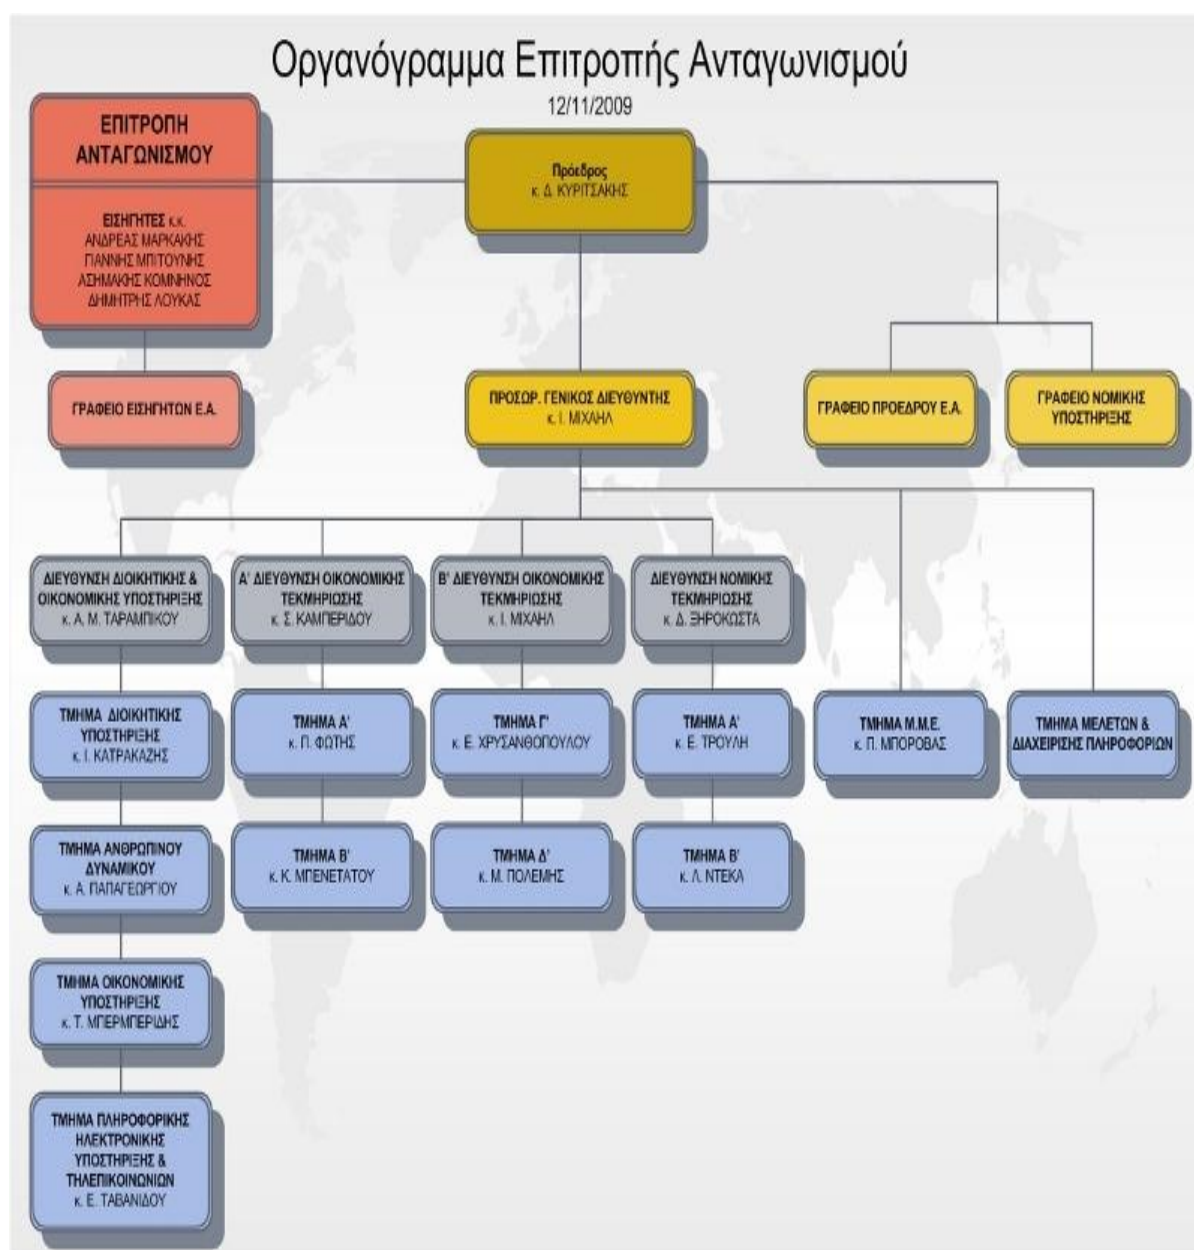 Οργανόγραμμα Επιτροπής Ανταγωνισμού
12/11/2009
ΕΠΙΤΡΟΠΗ
ΑΝΤΑΓΩΝΙΣΜΟΥ
ΕΙΣΗΓΗΤΕΣ κ.κ.
ΑΝΔΡΕΑΣ ΜΑΡΚΑΚΗΣ
ΓΙΑΝΝΗΣ ΜΠΙΤΟΥΝΗΣ
ΑΣΗΜΑΚΗΣ ΚΟΜΝΗΝΟΣ
ΔΗΜΗΤΡΗΣ ΛΟΥΚΑΣ
Πρόεδρος
κ. Δ. ΚΥΡΙΤΣΑΚΗΣ
ΓΡΑΦΕΙΟ ΕΙΣΗΓΗΤΩΝ Ε.Α.
ΠΡΟΣΩΡ. ΓΕΝΙΚΟΣ ΔΙΕΥΘΥΝΤΗΣ
κ. Ι. ΜΙΧΑΗΛ
ΓΡΑΦΕΙΟ ΠΡΟΕΔΡΟΥ Ε.Α.
ΓΡΑΦΕΙΟ ΝΟΜΙΚΗΣ
ΥΠΟΣΤΗΡΙΞΗΣ
ΔΙΕΥΘΥΝΣΗ ΔΙΟΙΚΗΤΙΚΗΣ &
ΟΙΚΟΝΟΜΙΚΗΣ ΥΠΟΣΤΗΡΙΞΗΣ
κ. Α. Μ. ΤΑΡΑΜΠΙΚΟΥ
Α' ΔΙΕΥΘΥΝΣΗ ΟΙΚΟΝΟΜΙΚΗΣ
ΤΕΚΜΗΡΙΩΣΗΣ
κ. Σ. ΚΑΜΠΕΡΙΔΟΥ
Β' ΔΙΕΥΘΥΝΣΗ ΟΙΚΟΝΟΜΙΚΗΣ
ΤΕΚΜΗΡΙΩΣΗΣ
κ. Ι. ΜΙΧΑΗΛ
ΔΙΕΥΘΥΝΣΗ ΝΟΜΙΚΗΣ
ΤΕΚΜΗΡΙΩΣΗΣ
κ. Δ. ΞΗΡΟΚΩΣΤΑ
ΤΜΗΜΑ ΔΙΟΙΚΗΤΙΚΗΣ
ΥΠΟΣΤΗΡΙΞΗΣ
κ. Ι. ΚΑΤΡΑΚΑΖΗΣ
ΤΜΗΜΑ Α'
κ. Π. ΦΩΤΗΣ
ΤΜΗΜΑ Γ'
κ. Ε. ΧΡΥΣΑΝΘΟΠΟΥΛΟΥ
ΤΜΗΜΑ Α'
κ. Ε. ΤΡΟΥΛΗ
ΤΜΗΜΑ Μ.Μ.Ε.
κ. Π. ΜΠΟΡΟΒΑΣ
ΤΜΗΜΑ ΜΕΛΕΤΩΝ &
ΔΙΑΧΕΙΡΙΣΗΣ ΠΛΗΡΟΦΟΡΙΩΝ
ΤΜΗΜΑ ΑΝΘΡΩΠΙΝΟΥ
ΔΥΝΑΜΙΚΟΥ
κ. Α. ΠΑΠΑΓΕΩΡΓΙΟΥ
ΤΜΗΜΑ Β'
κ. Κ. ΜΠΕΝΕΤΑΤΟΥ
ΤΜΗΜΑ Δ'
κ. Μ. ΠΟΛΕΜΗΣ
ΤΜΗΜΑ Β'
κ. Λ. ΝΤΕΚΑ
ΤΜΗΜΑ ΟΙΚΟΝΟΜΙΚΗΣ
ΥΠΟΣΤΗΡΙΞΗΣ
κ. Τ. ΜΠΕΡΜΠΕΡΙΔΗΣ
ΤΜΗΜΑ ΠΛΗΡΟΦΟΡΙΚΗΣ
ΗΛΕΚΤΡΟΝΙΚΗΣ
ΥΠΟΣΤΗΡΙΞΗΣ &
ΤΗΛΕΠΙΚΟΙΝΩΝΙΩΝ
κ. Ε. ΤΑΒΑΝΙΔΟΥ